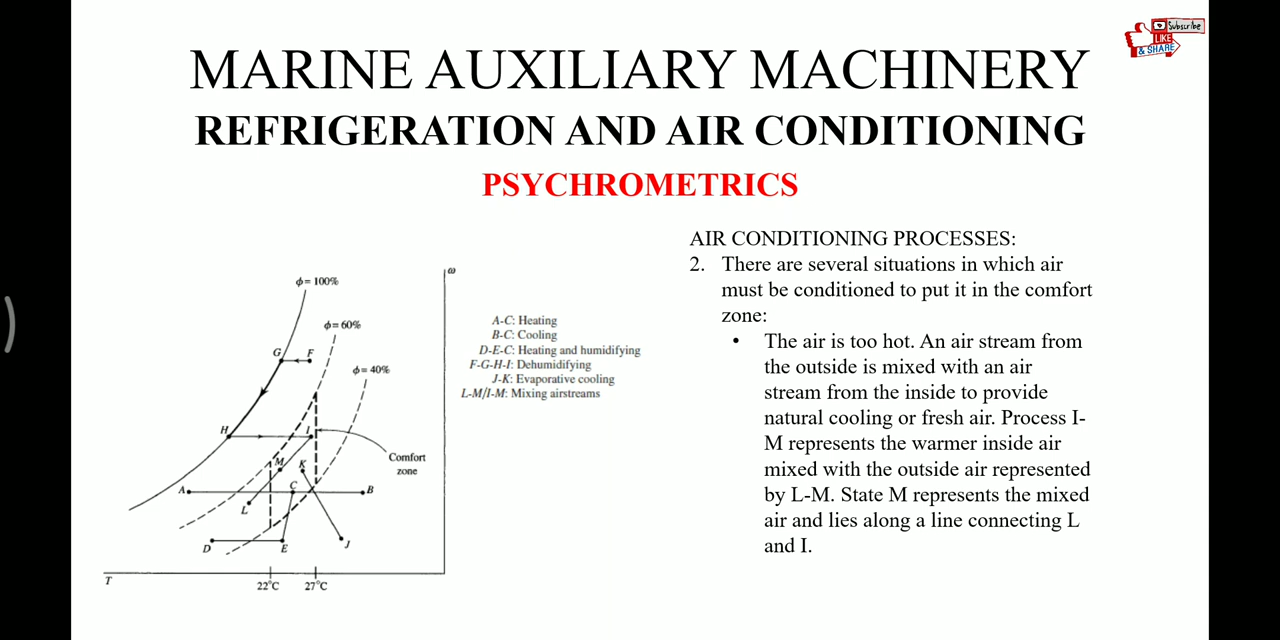 Subscribe
LIKE
& SHARE
MARINE AUXILIARY MACHINERY
REFRIGERATION AND AIR CONDITIONING
PSYCHROMETRICS
AIR CONDITIONING PROCESSES:
2. There are several situations in which air
must be conditioned to put it in the comfort
zone:
• The air is too hot. An air stream from
the outside is mixed with an air
stream from the inside to provide
natural cooling or fresh air. Process I-
M represents the warmer inside air
mixed with the outside air represented
by L-M. State M represents the mixed
air and lies along a line connecting L
and I.
ω
ϕ = 100%
ϕ = 60%
G F
ϕ = 40%
H I
M K
Comfort
zone
A C B
L
D E J
T
22°C 27°C
A-C: Heating
B-C: Cooling
D-E-C: Heating and humidifying
F-G-H-I: Dehumidifying
J-K: Evaporative cooling
L-M/I-M: Mixing airstreams